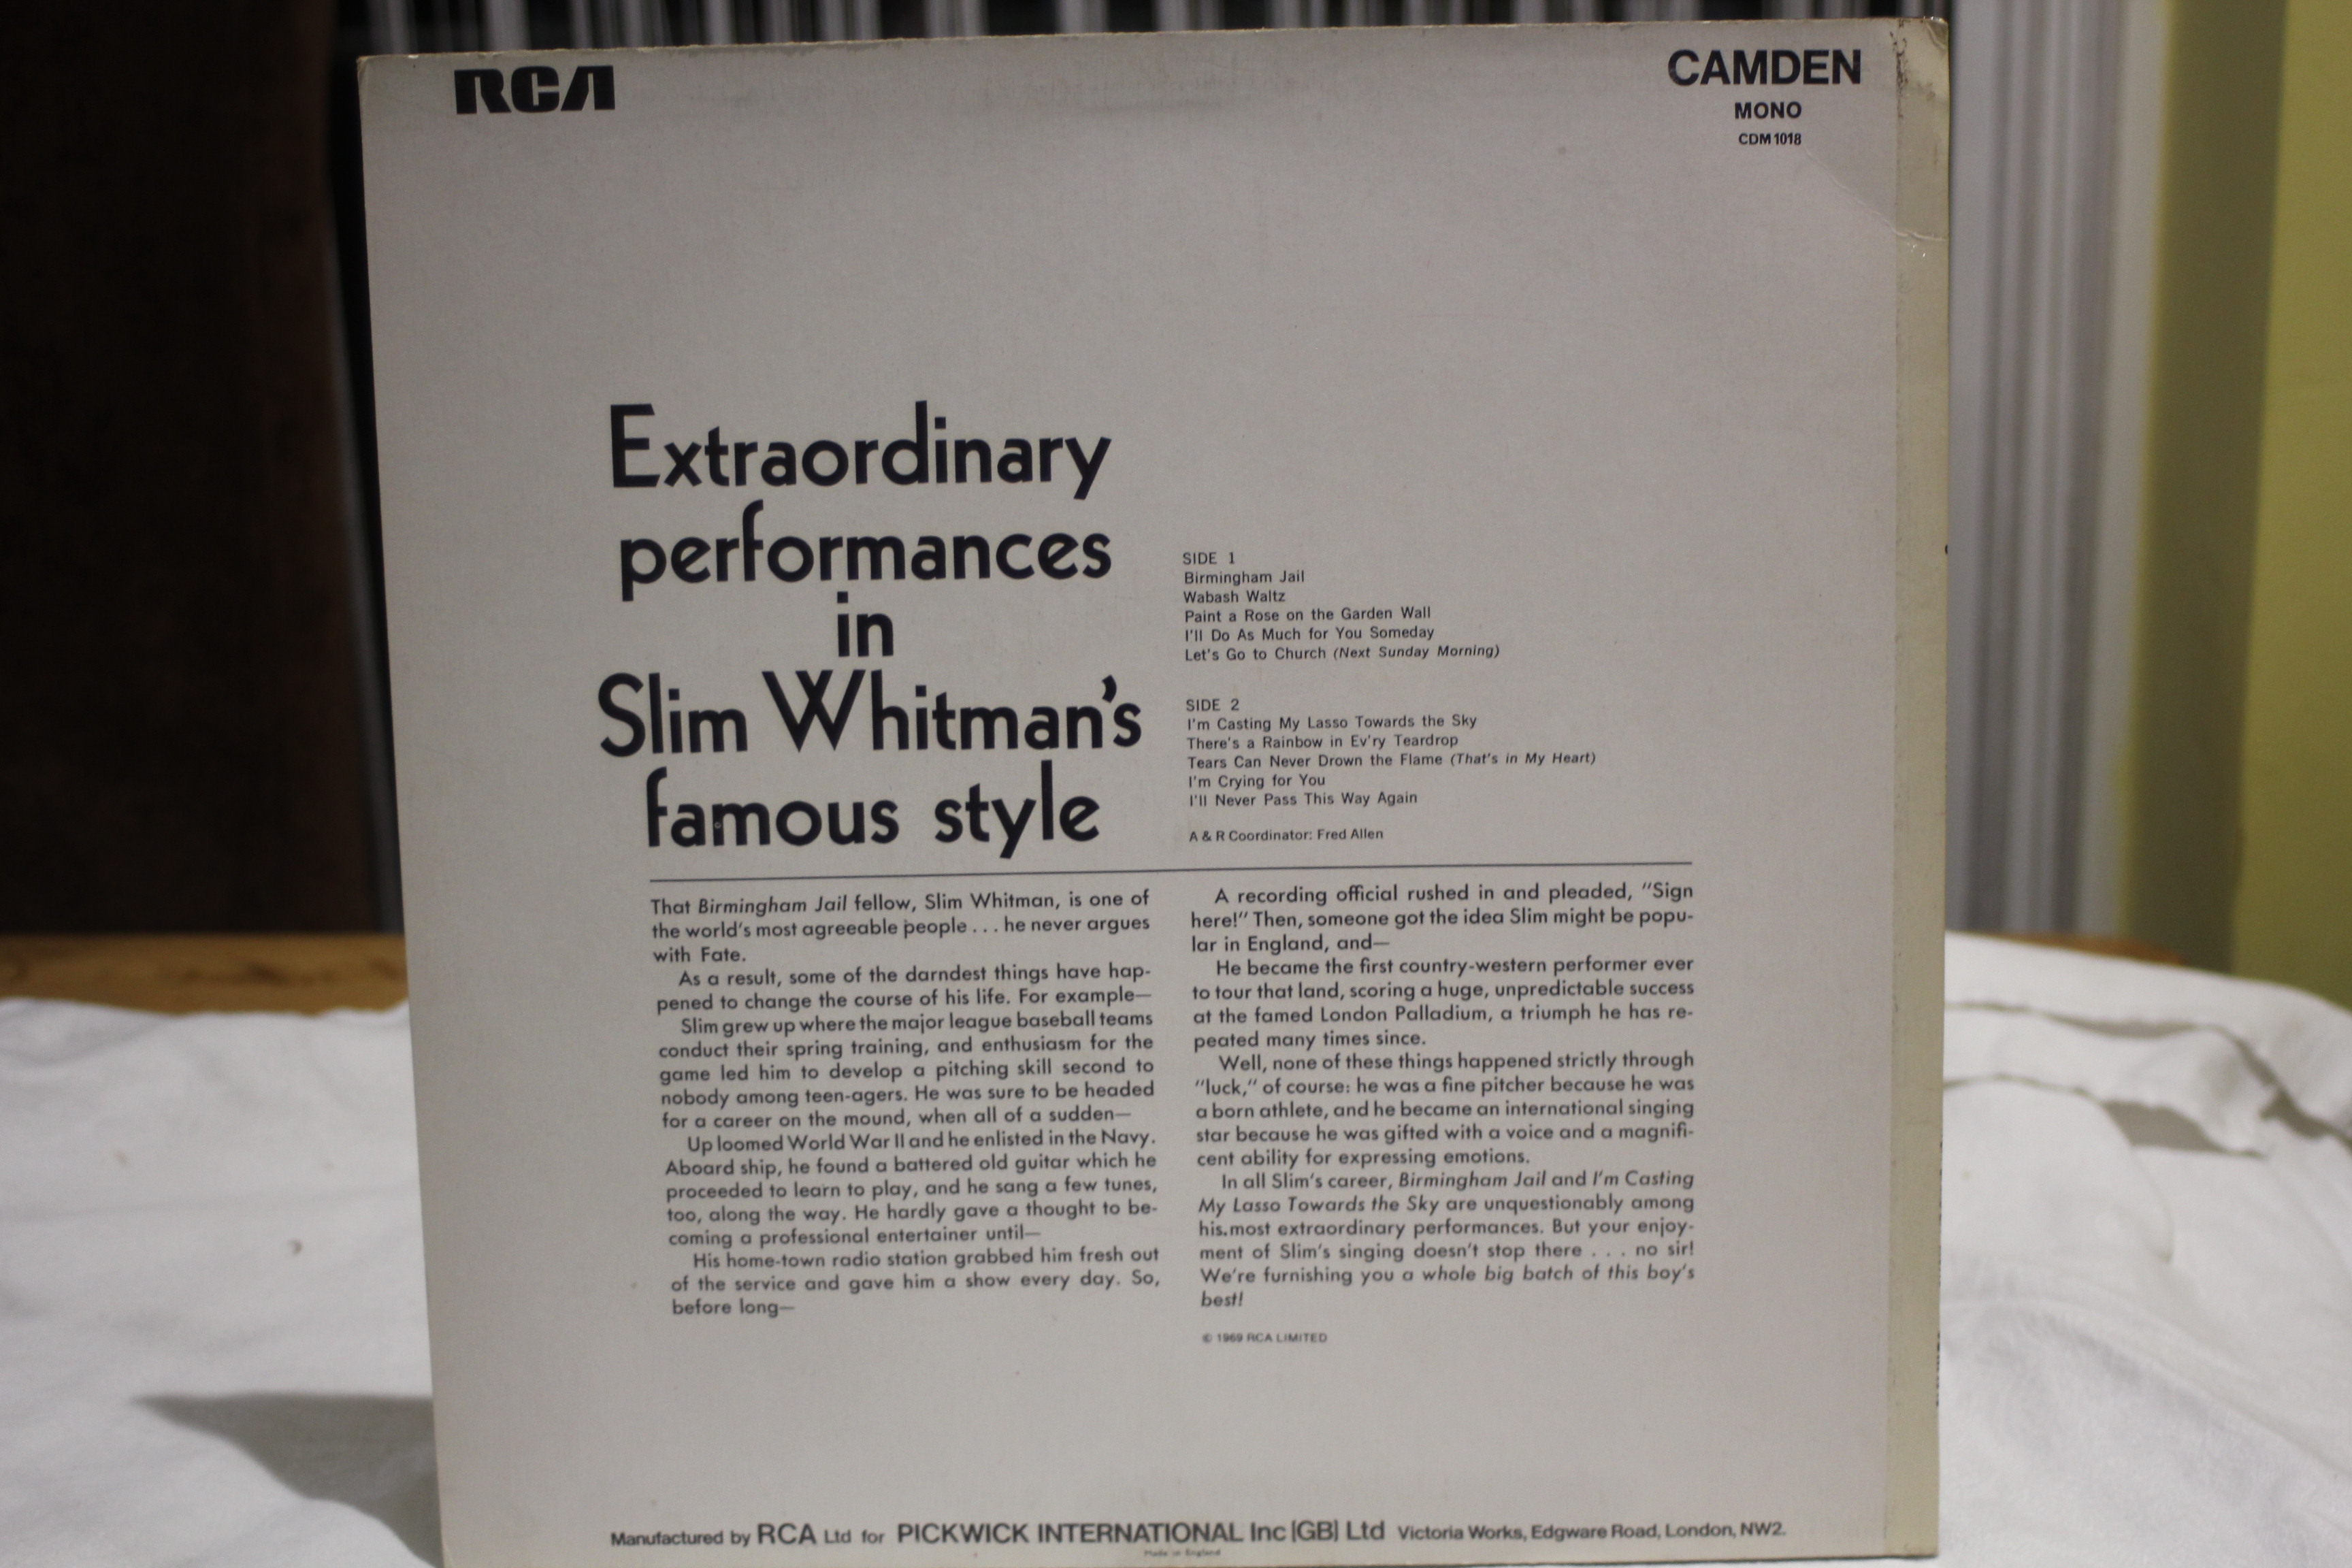 RCA
CAMDEN
MONO
CDM 1018
Extraordinary
performances
in
Slim Whitman's
famous style
SIDE 1
Birmingham Jail
Wabash Waltz
Paint a Rose on the Garden Wall
I'll Do As Much for You Someday
Let's Go to Church (Next Sunday Morning)
SIDE 2
I'm Casting My Lasso Towards the Sky
There's a Rainbow in Ev'ry Teardrop
Tears Can Never Drown the Flame (That's in My Heart)
I'm Crying for You
I'll Never Pass This Way Again
A & R Coordinator: Fred Allen
That Birmingham Jail fellow, Slim Whitman, is one of
the world's most agreeable people . . . he never argues
with Fate.
As a result, some of the darndest things have hap-
pened to change the course of his life. For example—
Slim grew up where the major league baseball teams
conduct their spring training, and enthusiasm for the
game led him to develop a pitching skill second to
nobody among teen-agers. He was sure to be headed
for a career on the mound, when all of a sudden—
Up loomed World War II and he enlisted in the Navy.
Aboard ship, he found a battered old guitar which he
proceeded to learn to play, and he sang a few tunes,
too, along the way. He hardly gave a thought to be-
coming a professional entertainer until—
His home-town radio station grabbed him fresh out
of the service and gave him a show every day. So,
before long—
A recording official rushed in and pleaded, "Sign
here!" Then, someone got the idea Slim might be popu-
lar in England, and—
He became the first country-western performer ever
to tour that land, scoring a huge, unpredictable success
at the famed London Palladium, a triumph he has re-
peated many times since.
Well, none of these things happened strictly through
"luck," of course: he was a fine pitcher because he was
a born athlete, and he became an international singing
star because he was gifted with a voice and a magnifi-
cent ability for expressing emotions.
In all Slim's career, Birmingham Jail and I'm Casting
My Lasso Towards the Sky are unquestionably among
his.most extraordinary performances. But your enjoy-
ment of Slim's singing doesn't stop there . . . no sir!
We're furnishing you a whole big batch of this boy's
best!
© 1969 RCA LIMITED
Manufactured by RCA Ltd for PICKWICK INTERNATIONAL Inc (GB) Ltd Victoria Works, Edgware Road, London, NW2.
Made in England